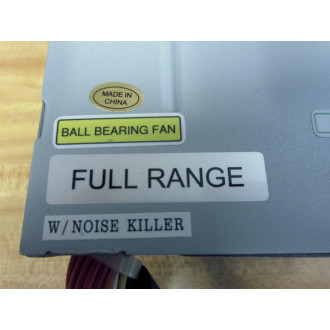 MADE IN
CHINA
BALL BEARING FAN
FULL RANGE
W/NOISE KILLER